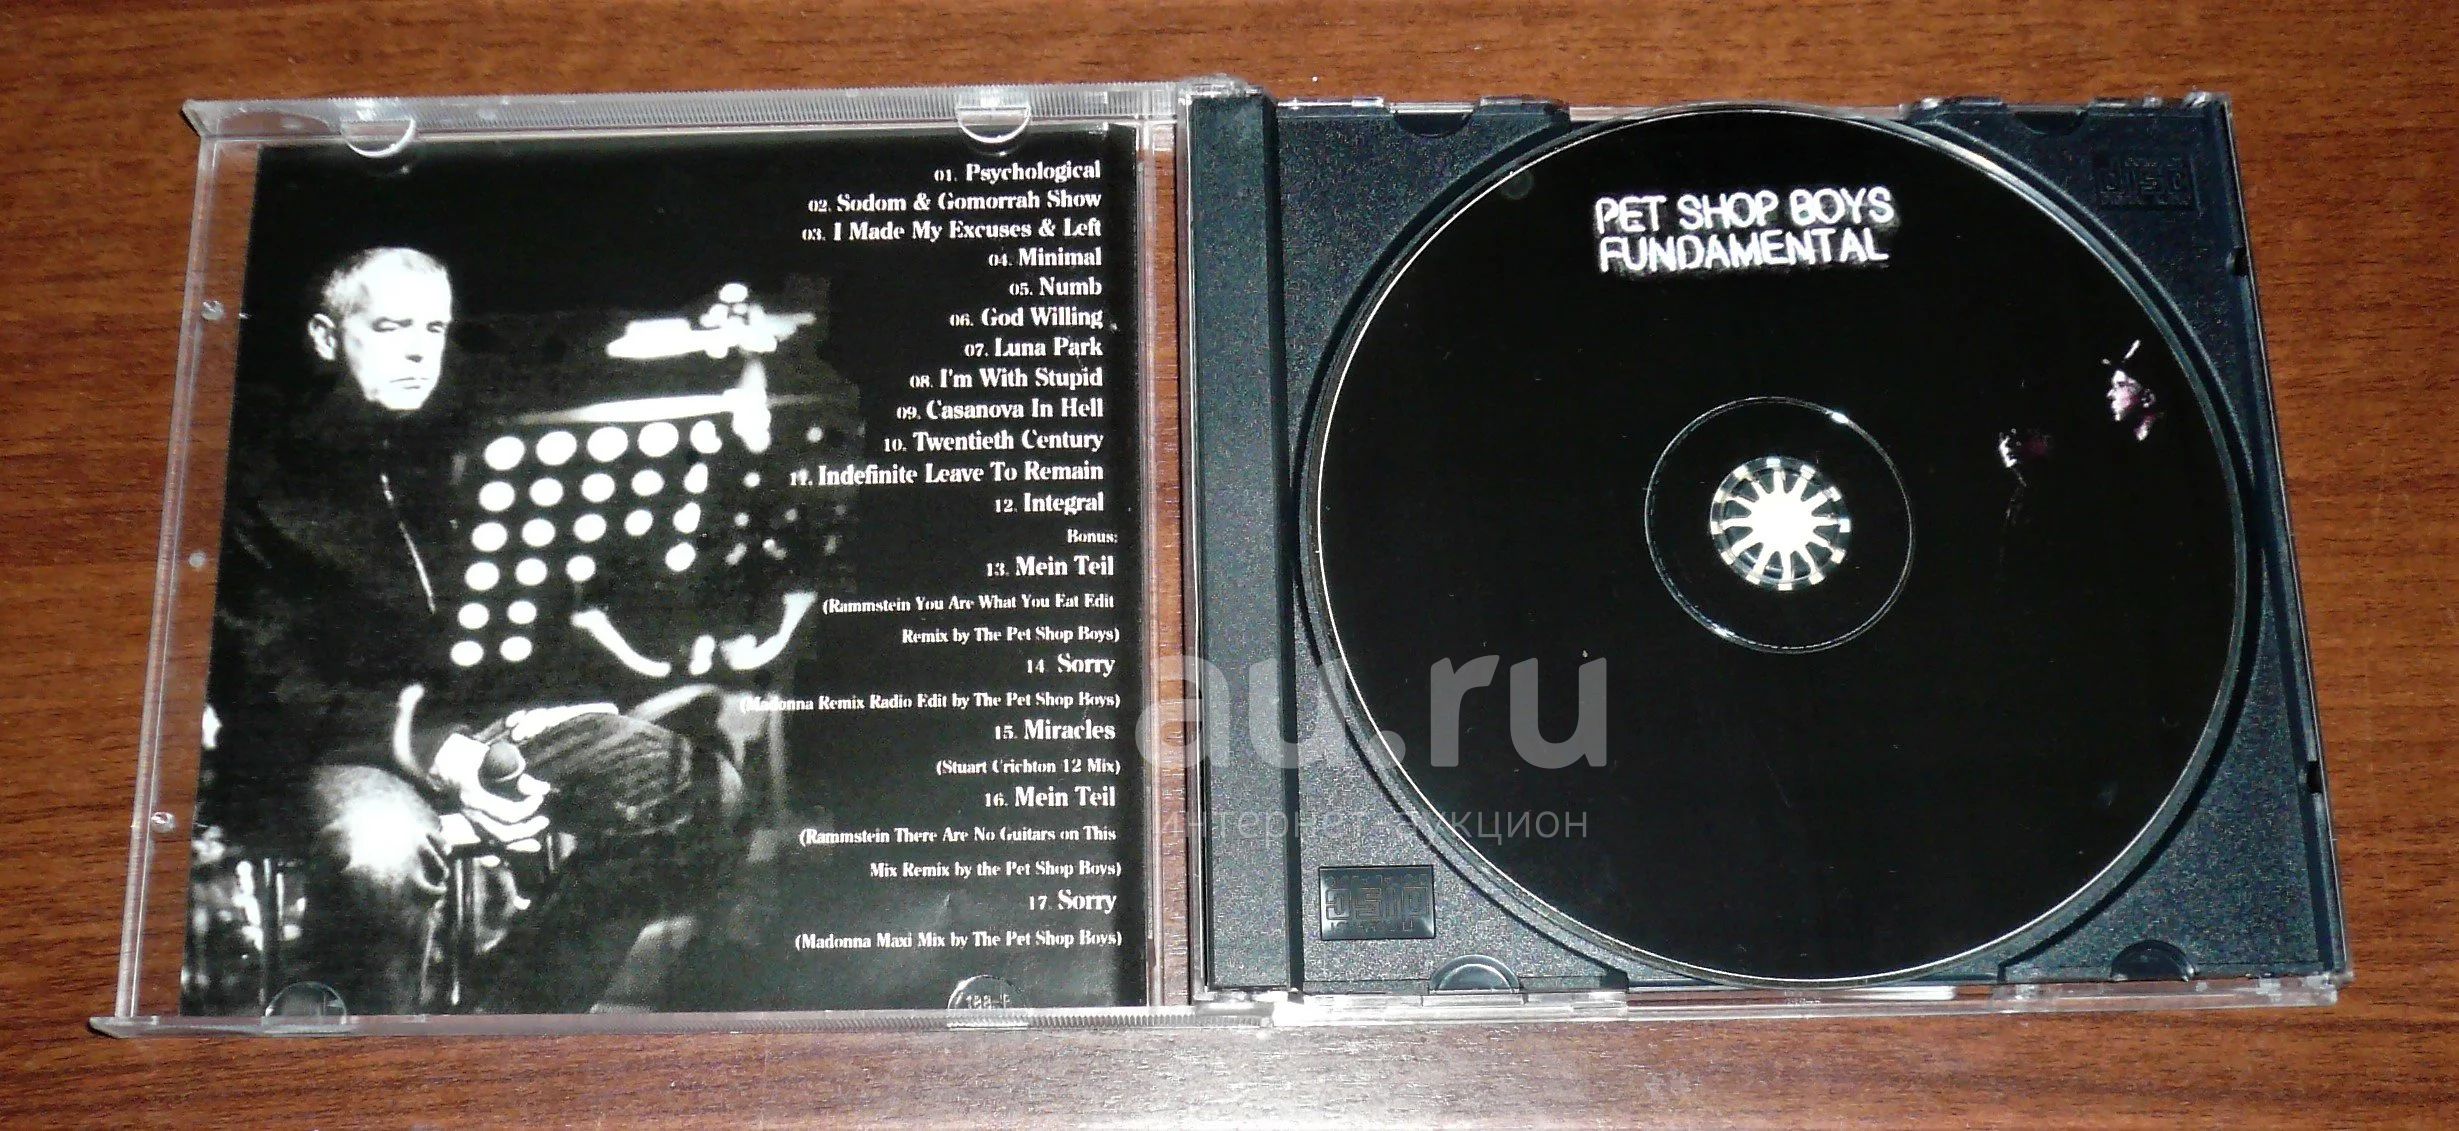 01. Psychological
02. Sodom & Gomorrah Show
03. I Made My Excuses & Left
04. Minimal
05. Numb
06. God Willing
07. Luna Park
08. I'm With Stupid
09. Casanova In Hell
10. Twentieth Century
11. Indefinite Leave To Remain
12. Integral
Bonus:
13. Mein Teil
(Rammstein You Are What You Eat Edit
Remix by The Pet Shop Boys)
14 Sorry
(Madonna Remix Radio Edit by The Pet Shop Boys)
15. Miracles
(Stuart Crichton 12 Mix)
16. Mein Teil
(Rammstein There Are No Guitars on This
Mix Remix by the Pet Shop Boys)
17. Sorry
(Madonna Maxi Mix by The Pet Shop Boys)
PET SHOP BOYS
FUNDAMENTAL
au.ru
интернет-аукцион
disc
disc